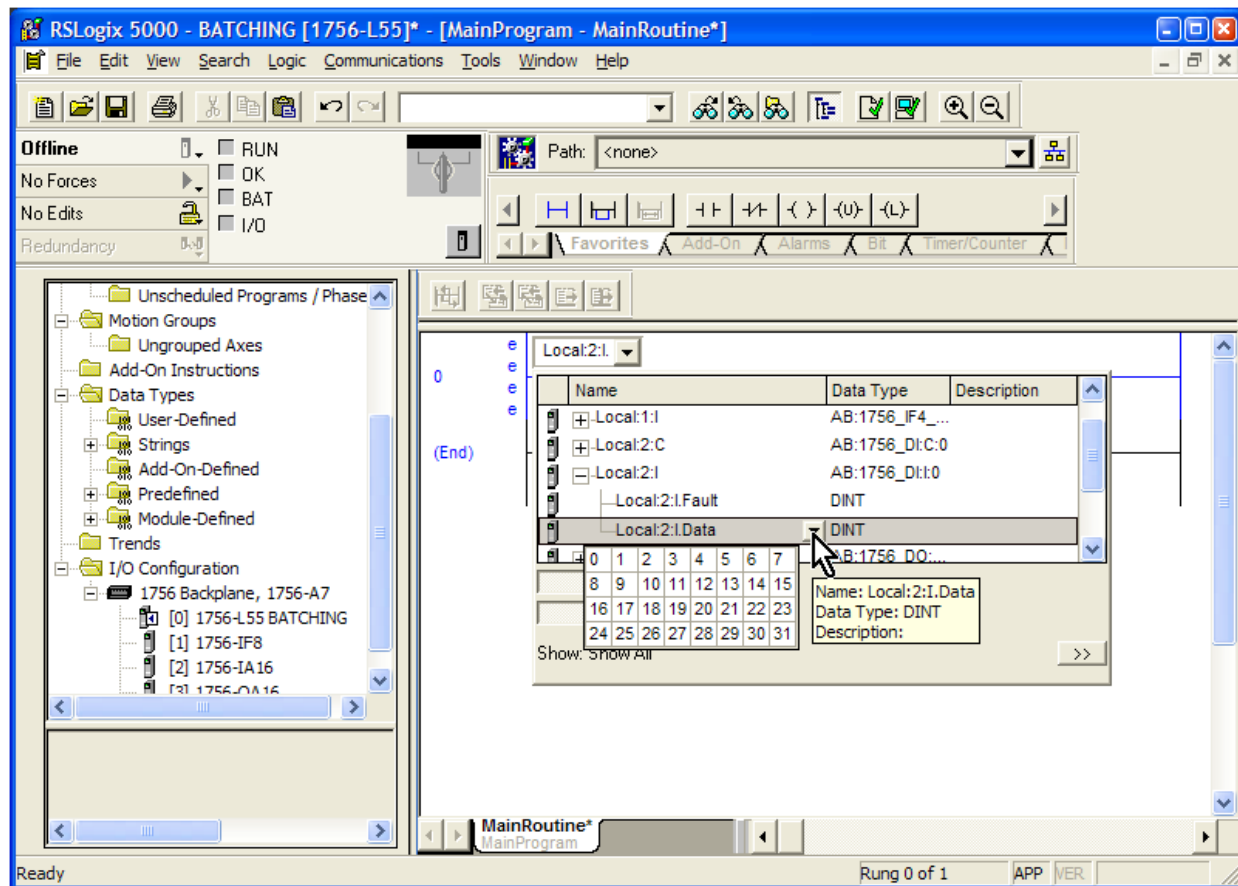 RSLogix 5000 - BATCHING [1756-L55]* - [MainProgram - MainRoutine*]
File Edit View Search Logic Communications Tools Window Help
Offline
RUN
No Forces
OK
No Edits
BAT
Redundancy
I/O
Path: <none>
Favorites Add-On Alarms Bit Timer/Counter
Unscheduled Programs / Phase
Motion Groups
Ungrouped Axes
Add-On Instructions
Data Types
User-Defined
Strings
Add-On-Defined
Predefined
Module-Defined
Trends
I/O Configuration
1756 Backplane, 1756-A7
[0] 1756-L55 BATCHING
[1] 1756-IF8
[2] 1756-IA16
[3] 1756-OA16
e
e
0
e
e
(End)
Local:2:I.
Name Data Type Description
Local:1:I AB:1756_IF4_...
Local:2:C AB:1756_DI:C:0
Local:2:I AB:1756_DI:I:0
Local:2:I.Fault DINT
Local:2:I.Data DINT
AB:1756_DO:...
0 1 2 3 4 5 6 7
8 9 10 11 12 13 14 15
16 17 18 19 20 21 22 23
24 25 26 27 28 29 30 31
Name: Local:2:I.Data
Data Type: DINT
Description:
Show: Show All >>
MainRoutine*
MainProgram
Ready Rung 0 of 1 APP VER